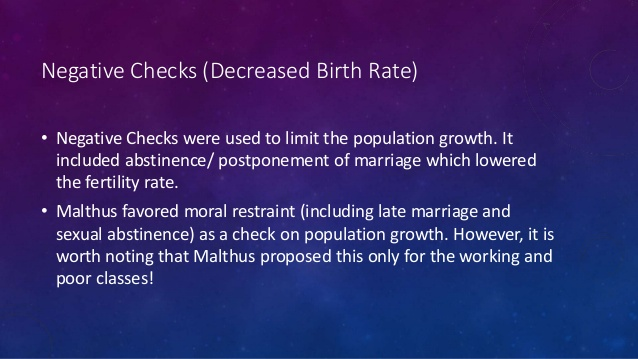 Negative Checks (Decreased Birth Rate)
• Negative Checks were used to limit the population growth. It
included abstinence/ postponement of marriage which lowered
the fertility rate.
• Malthus favored moral restraint (including late marriage and
sexual abstinence) as a check on population growth. However, it is
worth noting that Malthus proposed this only for the working and
poor classes!